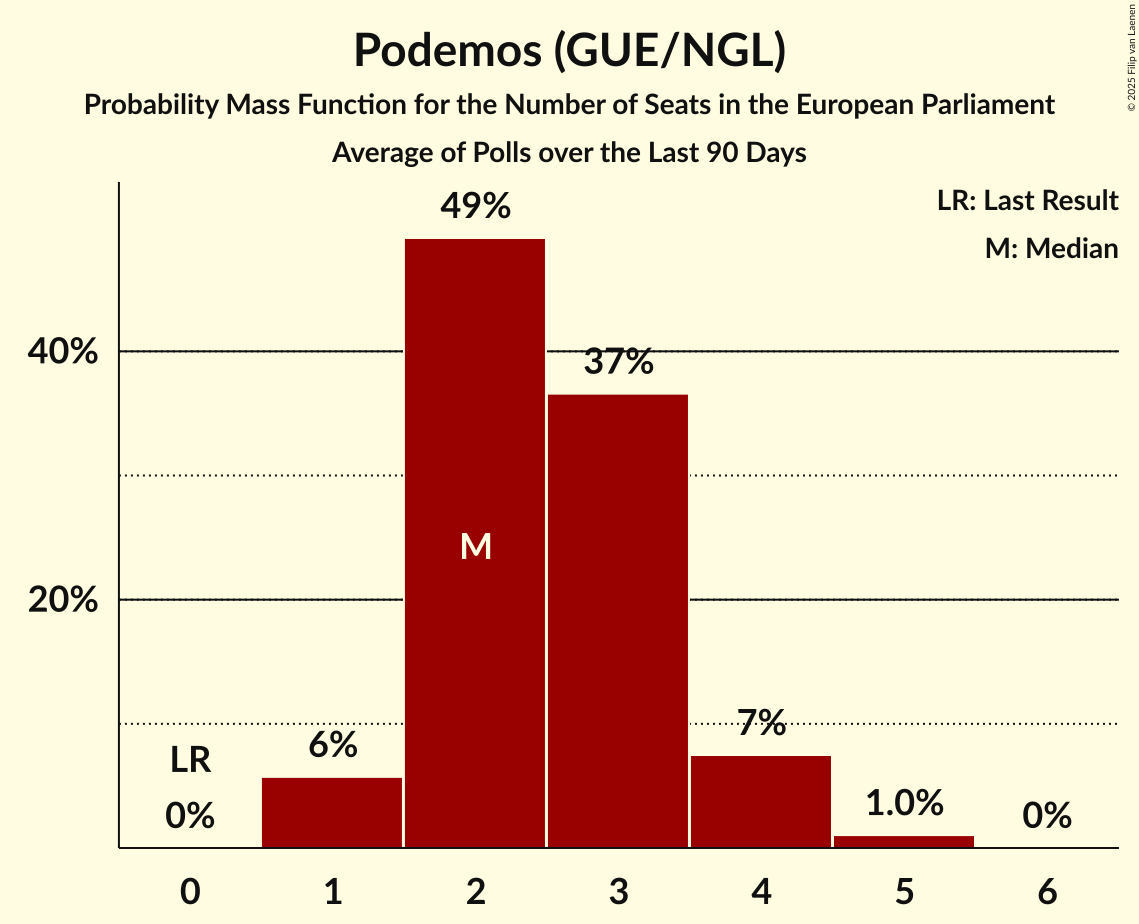 Podemos (GUE/NGL)
Probability Mass Function for the Number of Seats in the European Parliament
Average of Polls over the Last 90 Days
© 2025 Filip van Laenen
LR: Last Result
M: Median
49%
40%
37%
M
20%
7%
6%
LR
1.0%
0%
0%
0 1 2 3 4 5 6